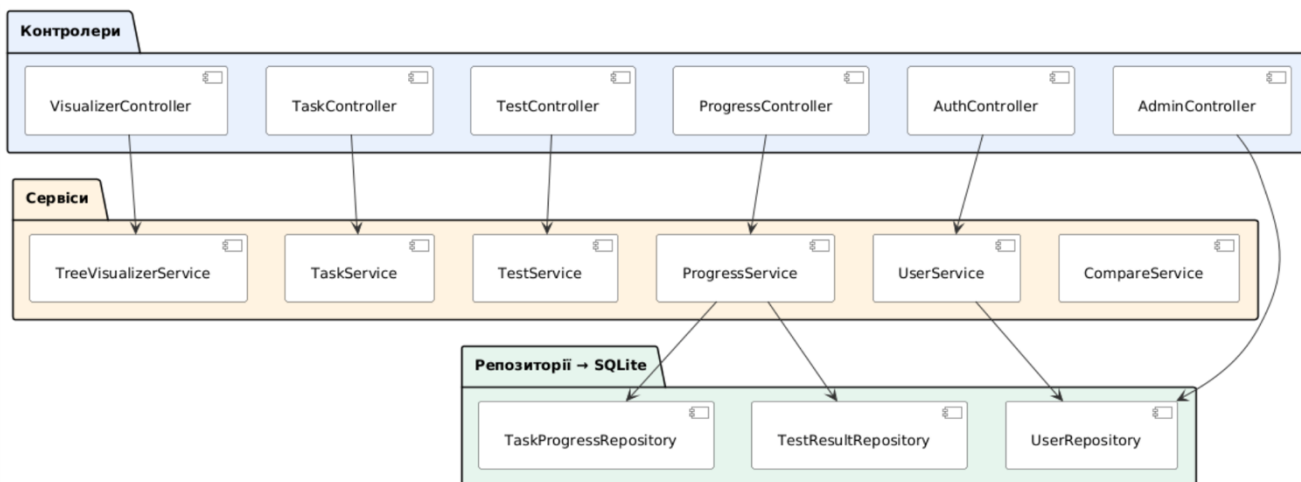 Контролери
VisualizerController
TaskController
TestController
ProgressController
AuthController
AdminController
Сервіси
TreeVisualizerService
TaskService
TestService
ProgressService
UserService
CompareService
Репозиторії → SQLite
TaskProgressRepository
TestResultRepository
UserRepository